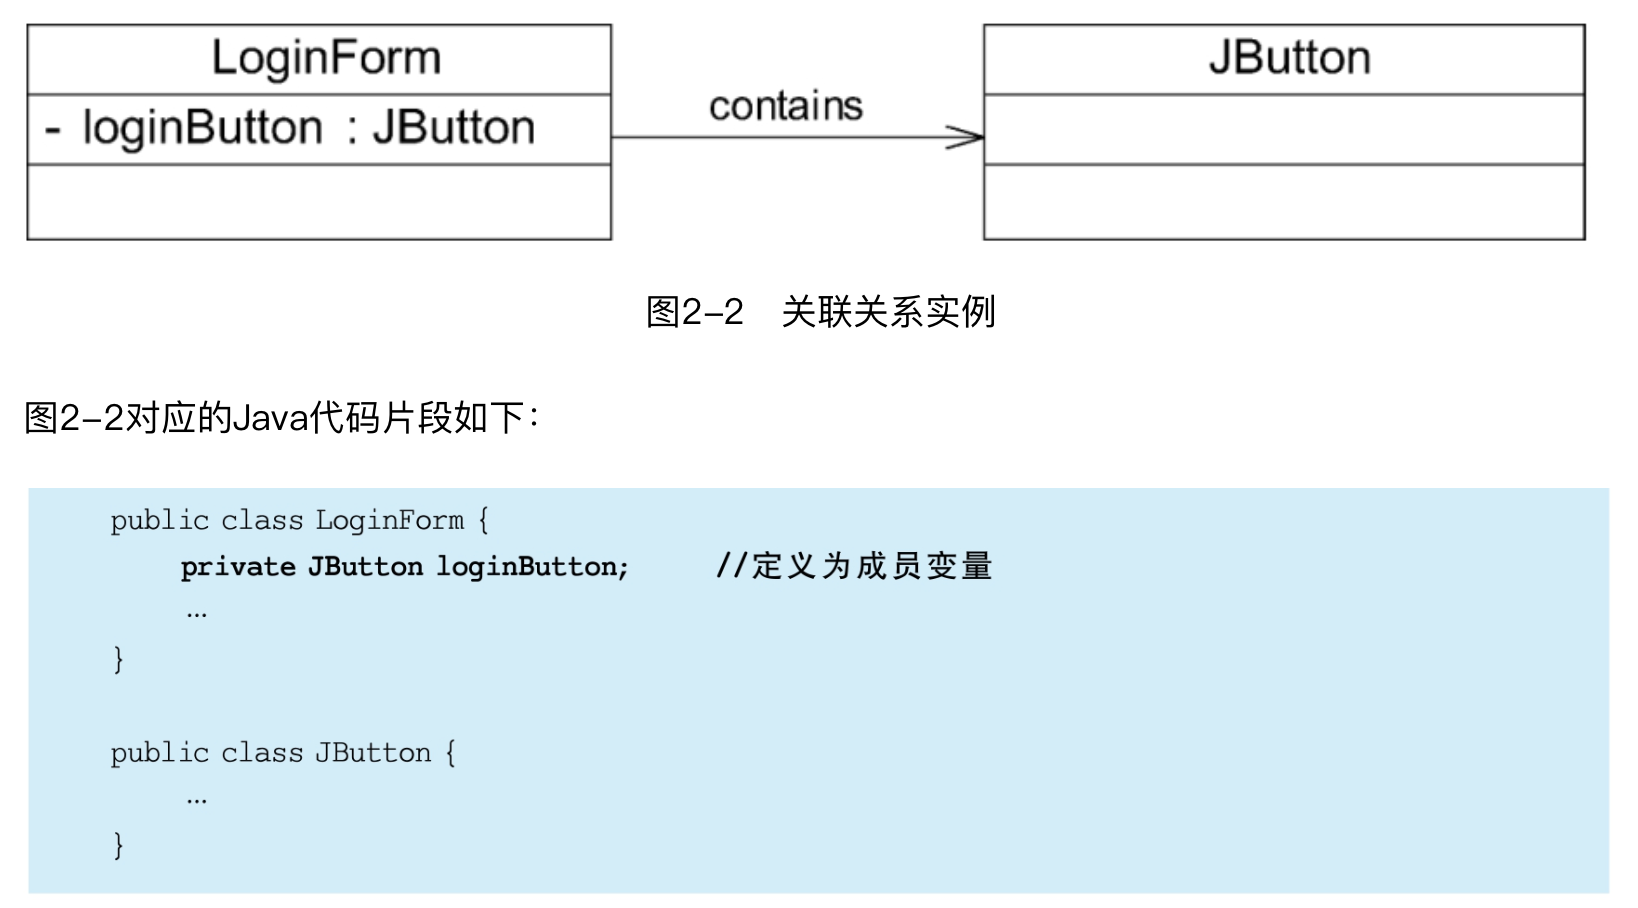 LoginForm
- loginButton : JButton
contains
JButton
图2-2 关联关系实例
图2-2对应的Java代码片段如下：
public class LoginForm {
private JButton loginButton; //定义为成员变量
…
}
public class JButton {
…
}